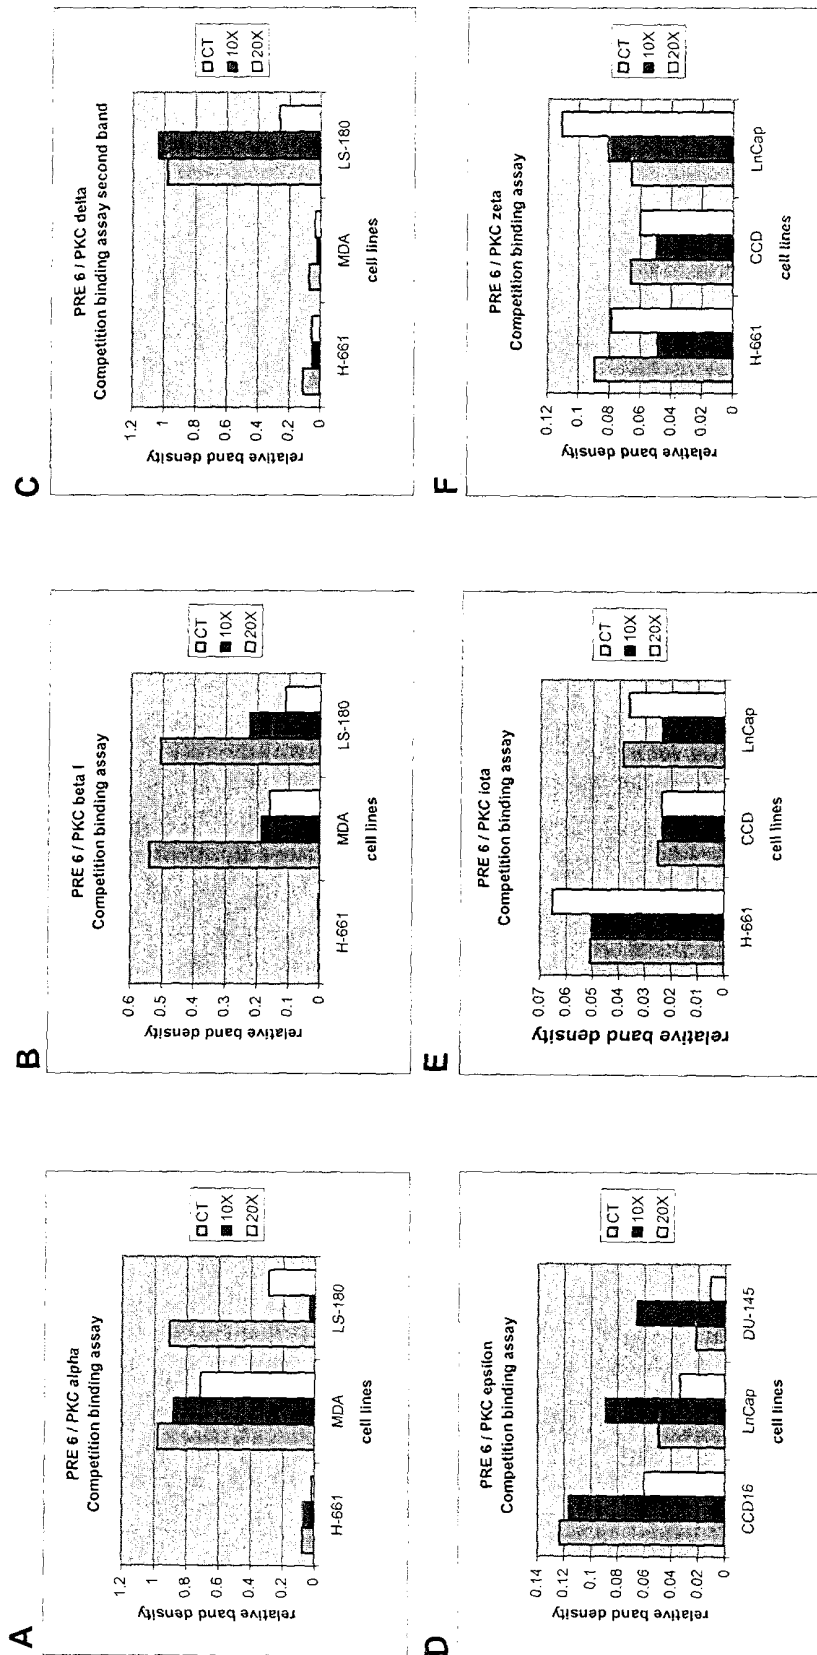 A
PRE 6 / PKC alpha
Competition binding assay
relative band density
1.2
1
0.8
0.6
0.4
0.2
0
H-661
MDA
LS-180
cell lines
CT
10X
20X
B
PRE 6 / PKC beta I
Competition binding assay
relative band density
0.6
0.5
0.4
0.3
0.2
0.1
0
H-661
MDA
LS-180
cell lines
CT
10X
20X
C
PRE 6 / PKC delta
Competition binding assay second band
relative band density
1.2
1
0.8
0.6
0.4
0.2
0
H-661
MDA
LS-180
cell lines
CT
10X
20X
D
PRE 6 / PKC epsilon
Competition binding assay
relative band density
0.14
0.12
0.1
0.08
0.06
0.04
0.02
0
CCD16
LnCap
DU-145
cell lines
CT
10X
20X
E
PRE 6 / PKC iota
Competition binding assay
relative band density
0.07
0.06
0.05
0.04
0.03
0.02
0.01
0
H-661
CCD
LnCap
cell lines
CT
10X
20X
F
PRE 6 / PKC zeta
Competition binding assay
relative band density
0.12
0.1
0.08
0.06
0.04
0.02
0
H-661
CCD
LnCap
cell lines
CT
10X
20X